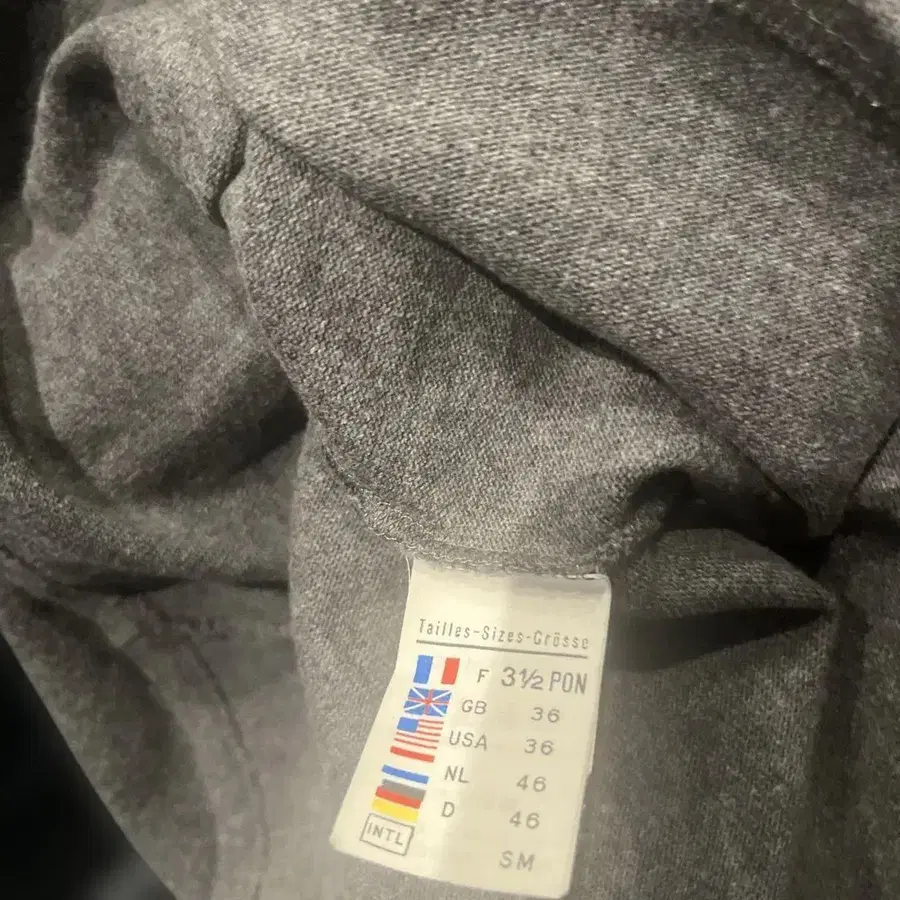 Tailles-Sizes-Grösse
F 3½ PON
GB 36
USA 36
NL 46
D 46
INTL SM